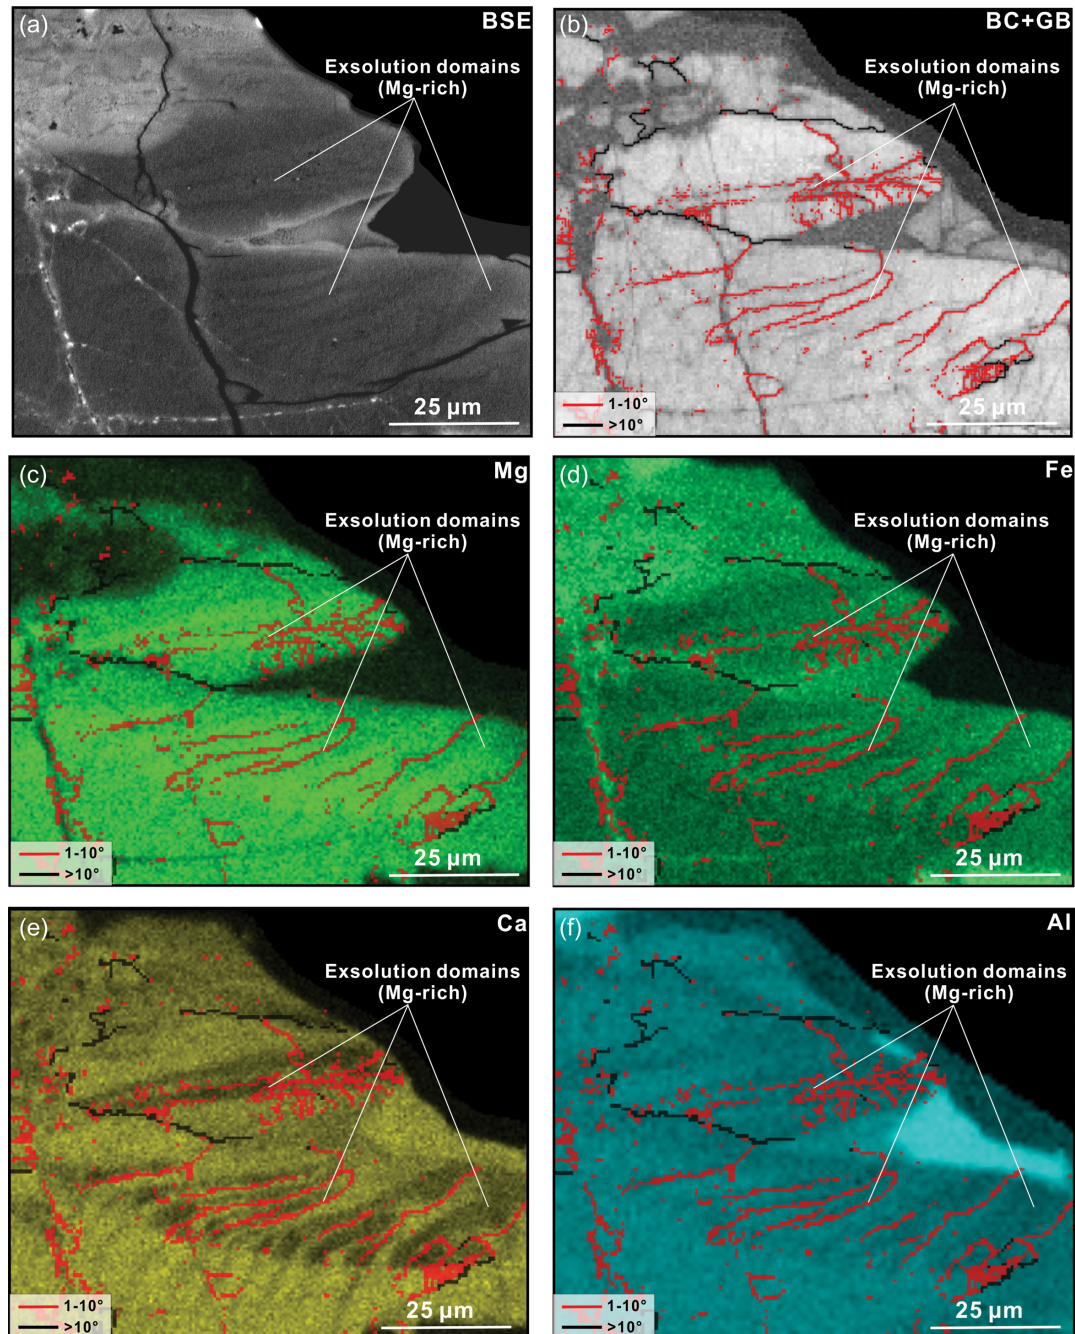 (a)
BSE
Exsolution domains
(Mg-rich)
25 µm
(b)
BC+GB
Exsolution domains
(Mg-rich)
1-10°
>10°
25 µm
(c)
Mg
Exsolution domains
(Mg-rich)
1-10°
>10°
25 µm
(d)
Fe
Exsolution domains
(Mg-rich)
1-10°
>10°
25 µm
(e)
Ca
Exsolution domains
(Mg-rich)
1-10°
>10°
25 µm
(f)
Al
Exsolution domains
(Mg-rich)
1-10°
>10°
25 µm